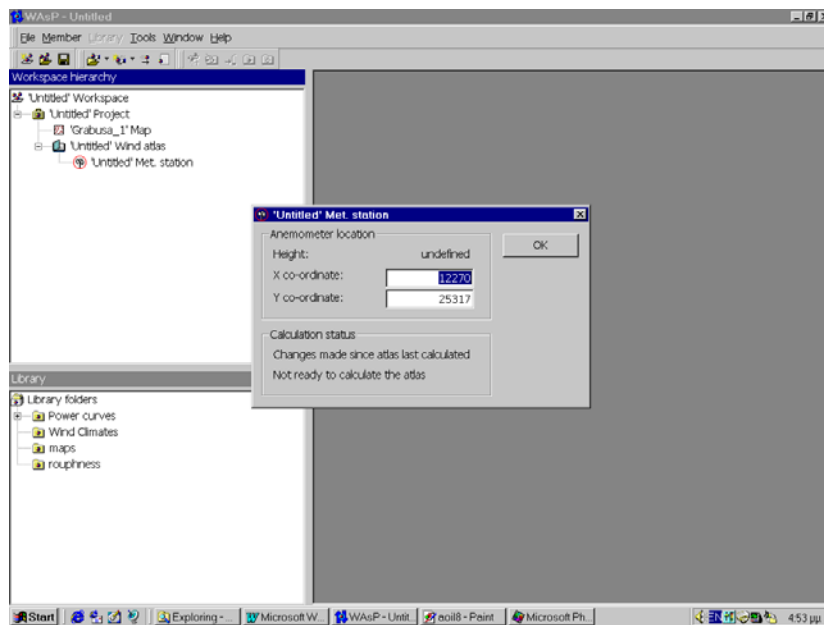 WAsP - Untitled
File Member Library Tools Window Help
Workspace hierarchy
'Untitled' Workspace
'Untitled' Project
'Grabusa_1' Map
'Untitled' Wind atlas
'Untitled' Met. station
'Untitled' Met. station
Anemometer location
Height: undefined
OK
X co-ordinate: 12270
Y co-ordinate: 25317
Calculation status
Changes made since atlas last calculated
Not ready to calculate the atlas
Library
Library folders
Power curves
Wind Climates
maps
rouphness
Start Exploring -... Microsoft W... WAsP - Untit... aoil8 - Paint Microsoft Ph... EN 4:53 μμ